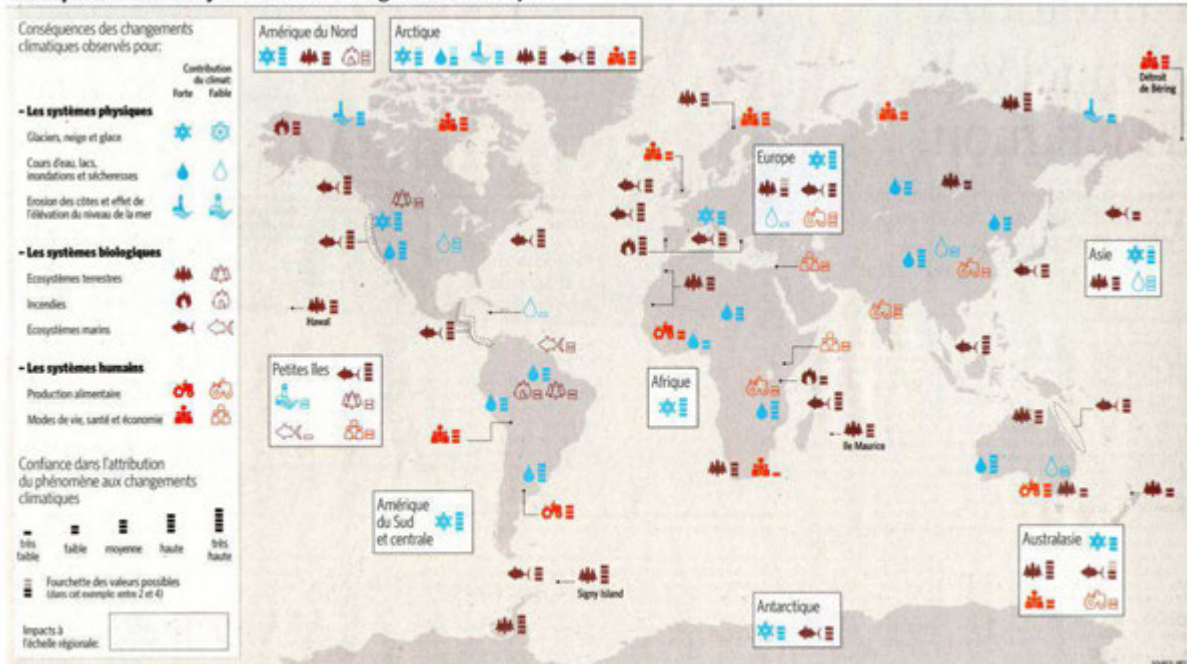 Conséquences des changements
climatiques observés pour:
Contribution
du climat:
Forte Faible
- Les systèmes physiques
Glaciers, neige et glace
Cours d'eau, lacs,
inondations et sécheresses
Erosion des côtes et effet de
l'élévation du niveau de la mer
- Les systèmes biologiques
Ecosystèmes terrestres
Incendies
Ecosystèmes marins
- Les systèmes humains
Production alimentaire
Modes de vie, santé et économie
Confiance dans l'attribution
du phénomène aux changements
climatiques
très
faible
faible
moyenne
haute
très
haute
Fourchette des valeurs possibles
(dans cet exemple: entre 2 et 4)
Impacts à
l'échelle régionale:
Amérique du Nord
Arctique
Détroit
de Béring
Europe
Asie
Hawaï
Petites îles
Afrique
Ile Maurice
Amérique
du Sud
et centrale
Australasie
Signy Island
Antarctique